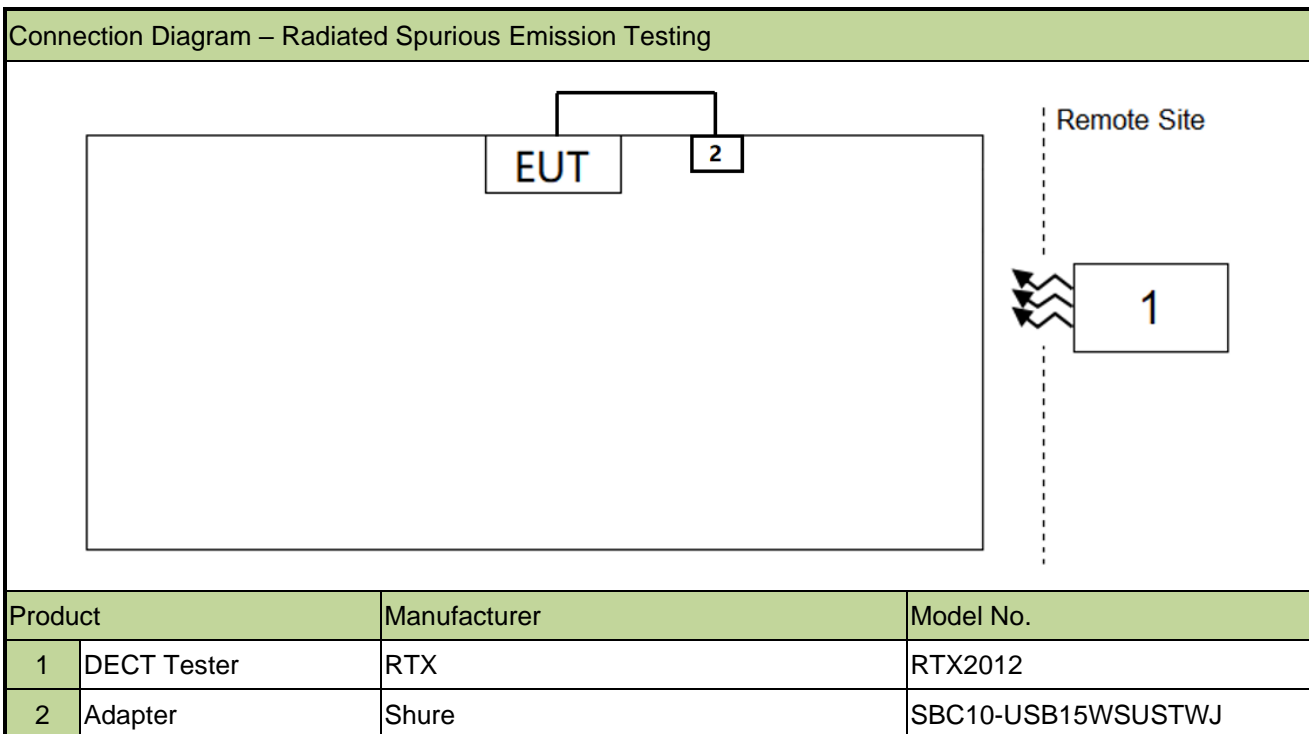 Connection Diagram – Radiated Spurious Emission Testing
Remote Site
EUT
2
1
Product Manufacturer Model No.
1 DECT Tester RTX RTX2012
2 Adapter Shure SBC10-USB15WSUSTWJ